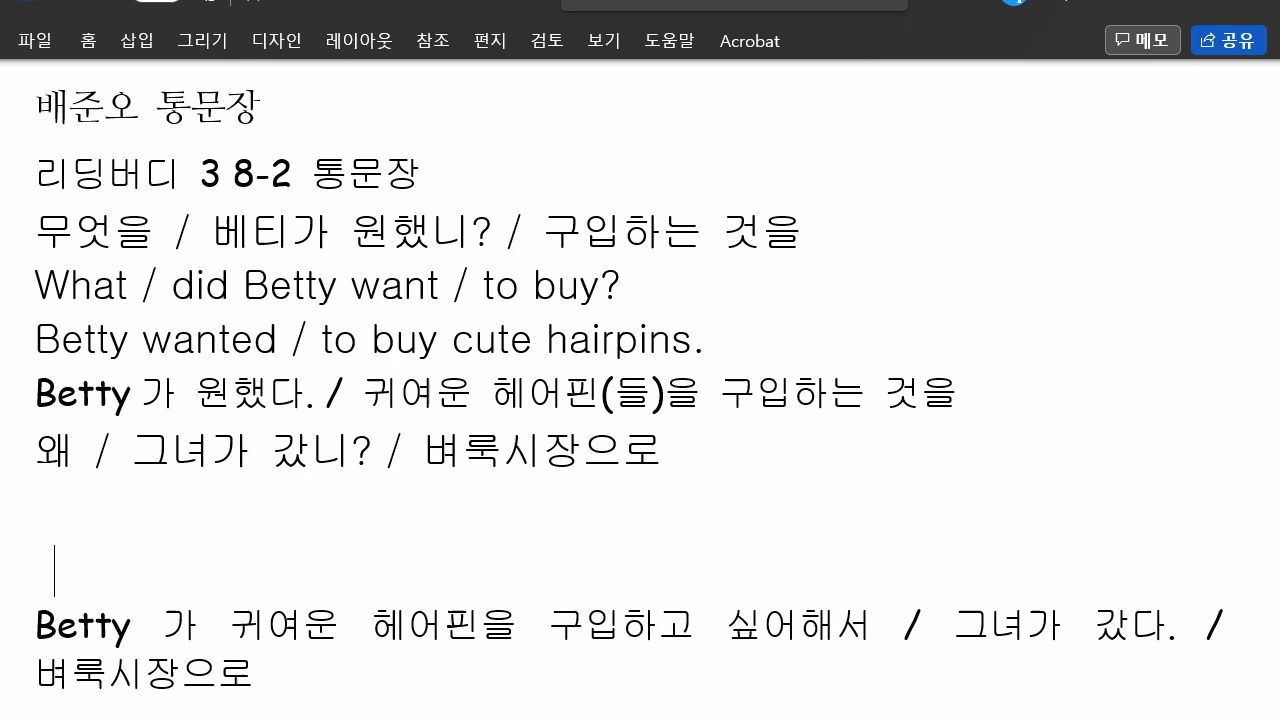 파일 홈 삽입 그리기 디자인 레이아웃 참조 편지 검토 보기 도움말 Acrobat 메모 공유
배준오 통문장
리딩버디 3 8-2 통문장
무엇을 / 베티가 원했니? / 구입하는 것을
What / did Betty want / to buy?
Betty wanted / to buy cute hairpins.
Betty 가 원했다. / 귀여운 헤어핀(들)을 구입하는 것을
왜 / 그녀가 갔니? / 벼룩시장으로
Betty 가 귀여운 헤어핀을 구입하고 싶어해서 / 그녀가 갔다. /
벼룩시장으로